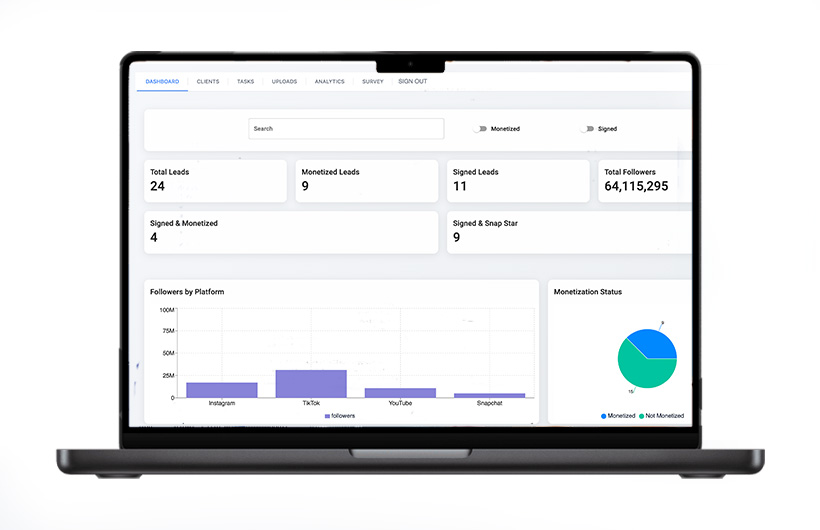 DASHBOARD CLIENTS TASKS UPLOADS ANALYTICS SURVEY SIGN OUT
Search Monetized Signed
Total Leads Monetized Leads Signed Leads Total Followers
24 9 11 64,115,295
Signed & Monetized Signed & Snap Star
4 9
Followers by Platform Monetization Status
100M
75M
50M
25M
0
Instagram TikTok YouTube Snapchat
followers
9
15
Monetized Not Monetized